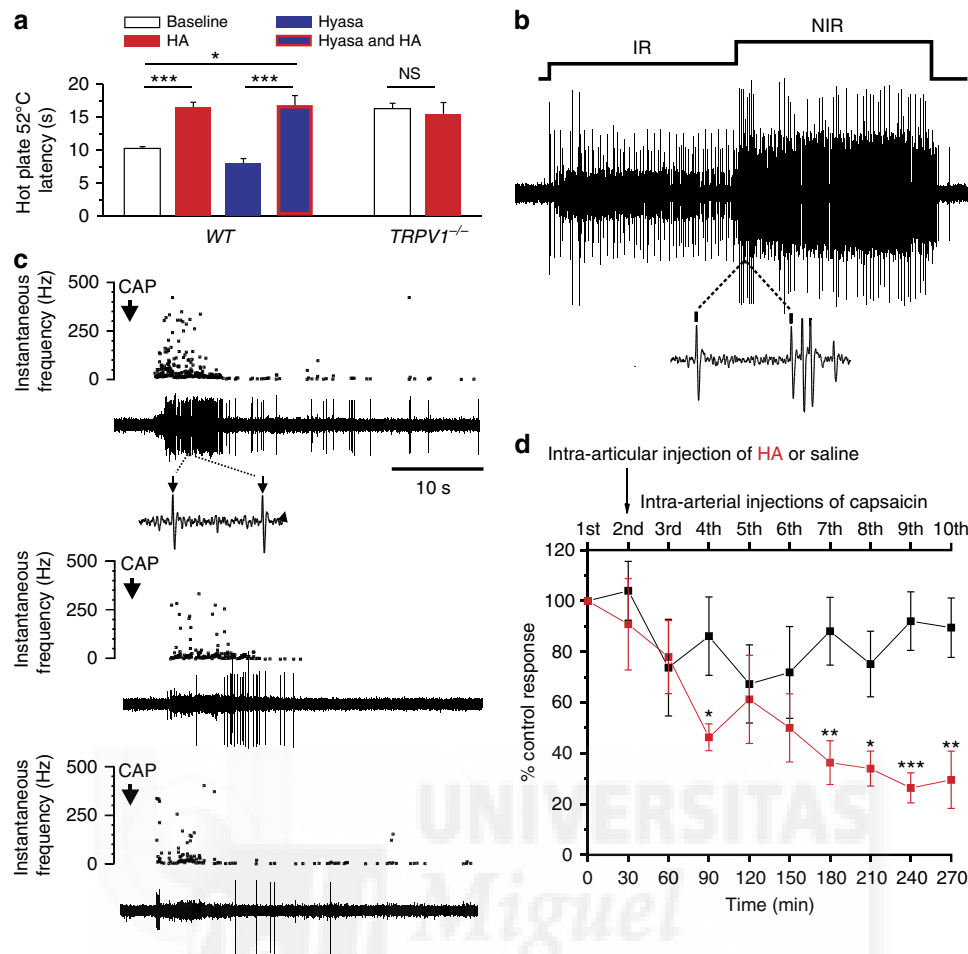 a
Baseline
HA
Hyasa
Hyasa and HA
Hot plate 52°C
latency (s)
20
15
10
5
0
***
*
***
NS
WT
TRPV1−/−
b
IR
NIR
c
Instantaneous
frequency (Hz)
500
250
0
CAP
10 s
Instantaneous
frequency (Hz)
500
250
0
CAP
Instantaneous
frequency (Hz)
500
250
0
CAP
d
Intra-articular injection of HA or saline
Intra-arterial injections of capsaicin
1st 2nd 3rd 4th 5th 6th 7th 8th 9th 10th
% control response
120
100
80
60
40
20
0
* ** * *** **
0 30 60 90 120 150 180 210 240 270
Time (min)
UNIVERSITAS
Miguel